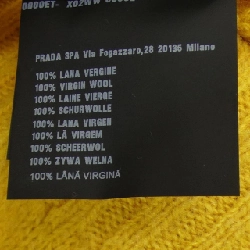 PRADA SPA Via Fogazzaro,28 20135 Milano
100% LANA VERGINE
100% VIRGIN WOOL
100% LAINE VIERGE
100% SCHURWOLLE
100% LANA VIRGEN
100% LÃ VIRGEM
100% SCHEERWOL
100% ŻYWA WEŁNA
100% LÂNĂ VIRGINĂ